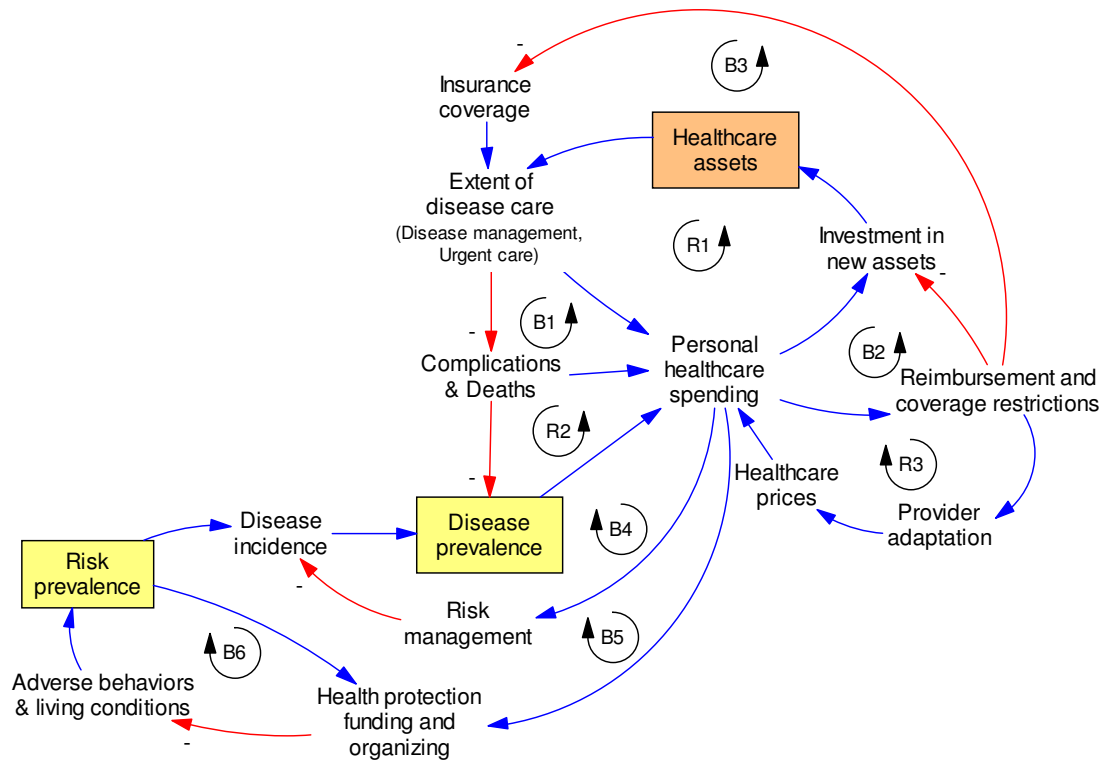 -
B3
Insurance
coverage
Healthcare
assets
Extent of
disease care
(Disease management,
Urgent care)
R1
Investment in
new assets
-
-
B1
Personal
healthcare
spending
B2
Complications
& Deaths
Reimbursement and
coverage restrictions
R2
R3
-
Healthcare
prices
Disease
incidence
Disease
prevalence
B4
Provider
adaptation
Risk
prevalence
-
Risk
management
B5
B6
Adverse behaviors
& living conditions
Health protection
funding and
organizing
-